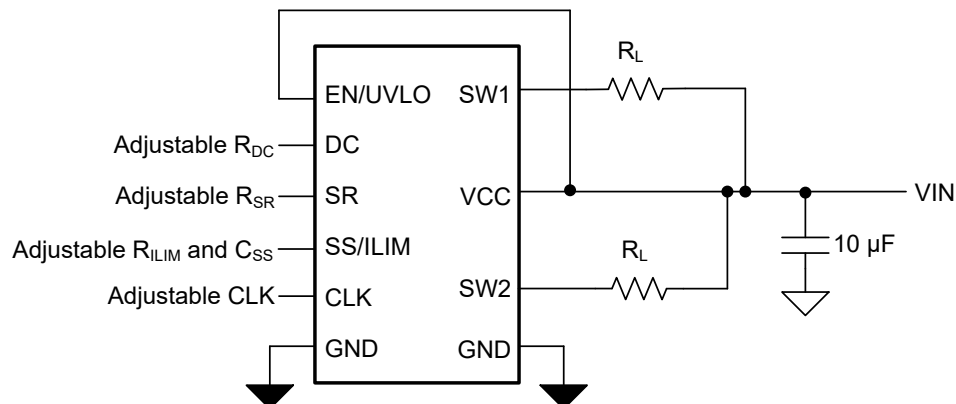 R_L
EN/UVLO SW1
Adjustable R_DC DC
Adjustable R_SR SR VCC VIN
Adjustable R_ILIM and C_SS SS/ILIM R_L 10 µF
Adjustable CLK CLK SW2
GND GND